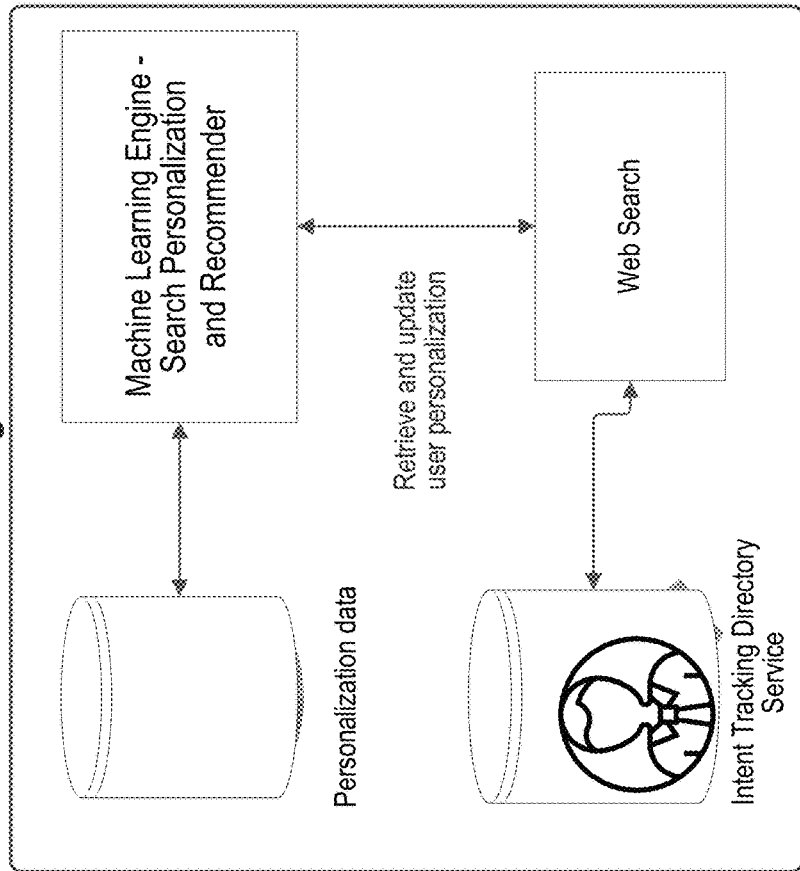 Machine Learning Engine -
Search Personalization
and Recommender
Personalization data
Retrieve and update
user personalization
Web Search
Intent Tracking Directory
Service